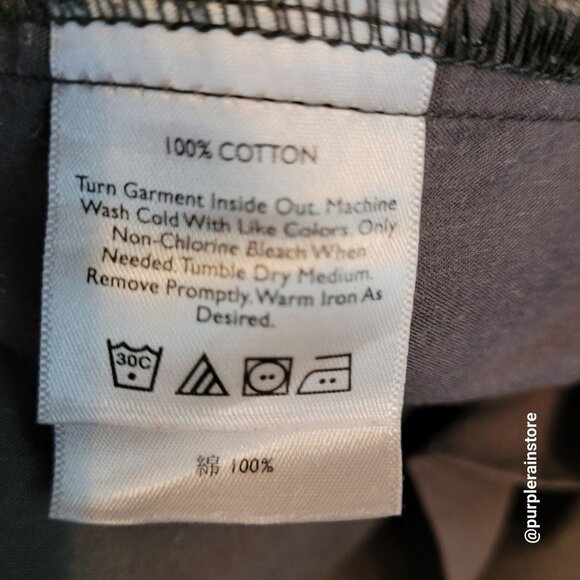 100% COTTON
Turn Garment Inside Out. Machine
Wash Cold With Like Colors. Only
Non-Chlorine Bleach When
Needed. Tumble Dry Medium.
Remove Promptly. Warm Iron As
Desired.
30C
綿 100%
@purplerainstore